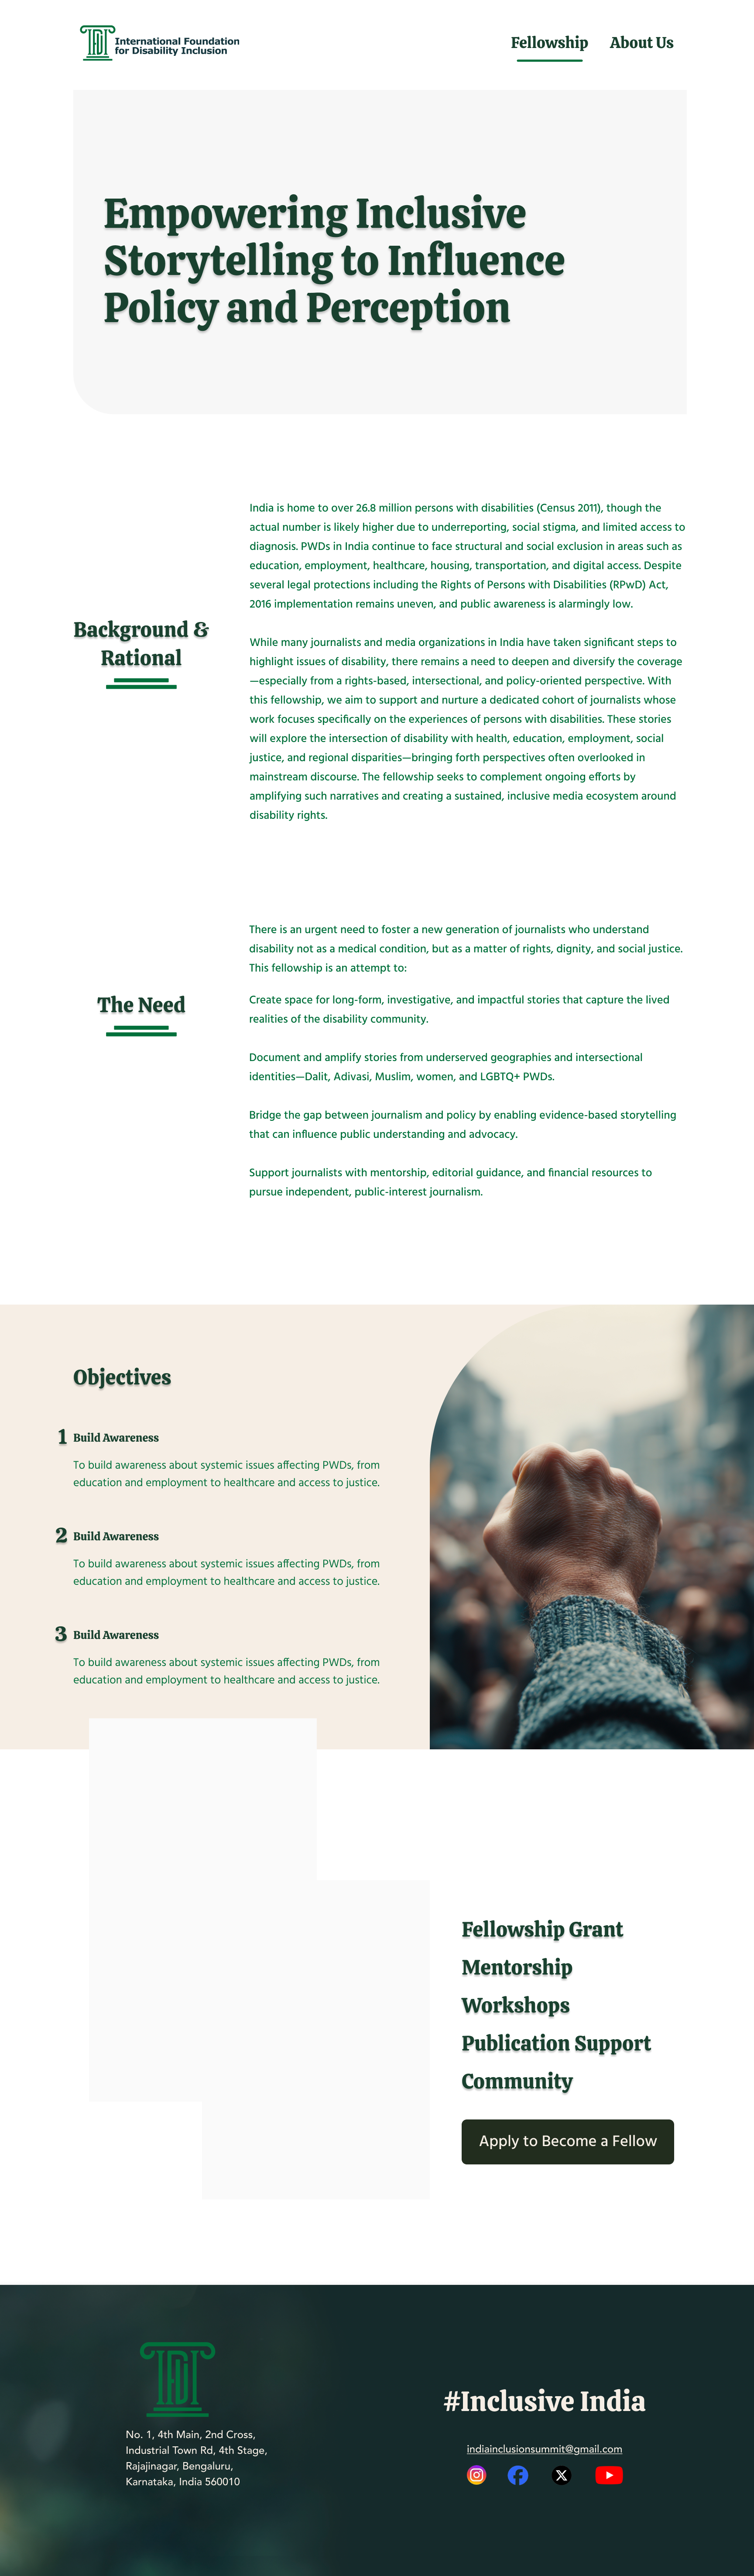 International Foundation
for Disability Inclusion
Fellowship
About Us
Empowering Inclusive
Storytelling to Influence
Policy and Perception
Background &
Rational
India is home to over 26.8 million persons with disabilities (Census 2011), though the
actual number is likely higher due to underreporting, social stigma, and limited access to
diagnosis. PWDs in India continue to face structural and social exclusion in areas such as
education, employment, healthcare, housing, transportation, and digital access. Despite
several legal protections including the Rights of Persons with Disabilities (RPwD) Act,
2016 implementation remains uneven, and public awareness is alarmingly low.
While many journalists and media organizations in India have taken significant steps to
highlight issues of disability, there remains a need to deepen and diversify the coverage
—especially from a rights-based, intersectional, and policy-oriented perspective. With
this fellowship, we aim to support and nurture a dedicated cohort of journalists whose
work focuses specifically on the experiences of persons with disabilities. These stories
will explore the intersection of disability with health, education, employment, social
justice, and regional disparities—bringing forth perspectives often overlooked in
mainstream discourse. The fellowship seeks to complement ongoing efforts by
amplifying such narratives and creating a sustained, inclusive media ecosystem around
disability rights.
The Need
There is an urgent need to foster a new generation of journalists who understand
disability not as a medical condition, but as a matter of rights, dignity, and social justice.
This fellowship is an attempt to:
Create space for long-form, investigative, and impactful stories that capture the lived
realities of the disability community.
Document and amplify stories from underserved geographies and intersectional
identities—Dalit, Adivasi, Muslim, women, and LGBTQ+ PWDs.
Bridge the gap between journalism and policy by enabling evidence-based storytelling
that can influence public understanding and advocacy.
Support journalists with mentorship, editorial guidance, and financial resources to
pursue independent, public-interest journalism.
Objectives
1 Build Awareness
To build awareness about systemic issues affecting PWDs, from
education and employment to healthcare and access to justice.
2 Build Awareness
To build awareness about systemic issues affecting PWDs, from
education and employment to healthcare and access to justice.
3 Build Awareness
To build awareness about systemic issues affecting PWDs, from
education and employment to healthcare and access to justice.
Fellowship Grant
Mentorship
Workshops
Publication Support
Community
Apply to Become a Fellow
No. 1, 4th Main, 2nd Cross,
Industrial Town Rd, 4th Stage,
Rajajinagar, Bengaluru,
Karnataka, India 560010
#Inclusive India
indiainclusionsummit@gmail.com